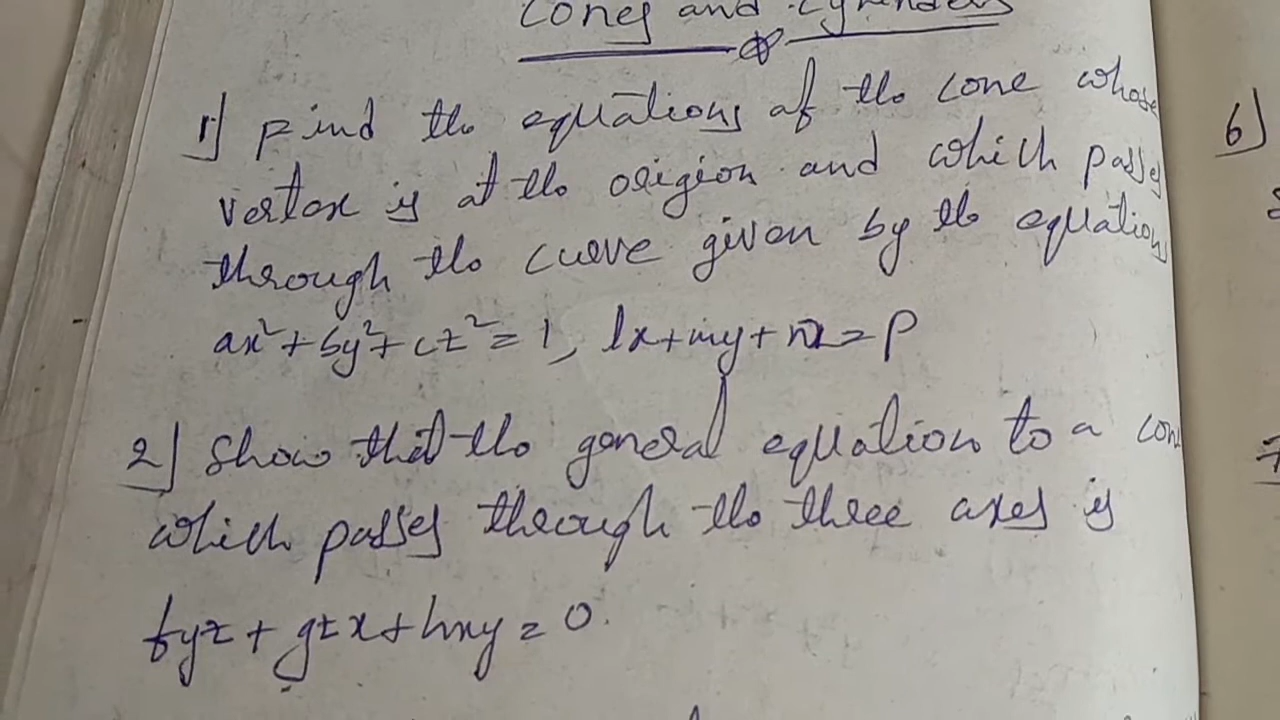 Cones and Cylinders
1) Find the equations of the cone whose
vertex is at the origion and which passes
through the curve given by the equations
ax²+by²+cz²=1, lx+my+nz=p
2) Show that the general equation to a cone
which passes through the three axes is
fyz + gzx + hxy = 0.
6)